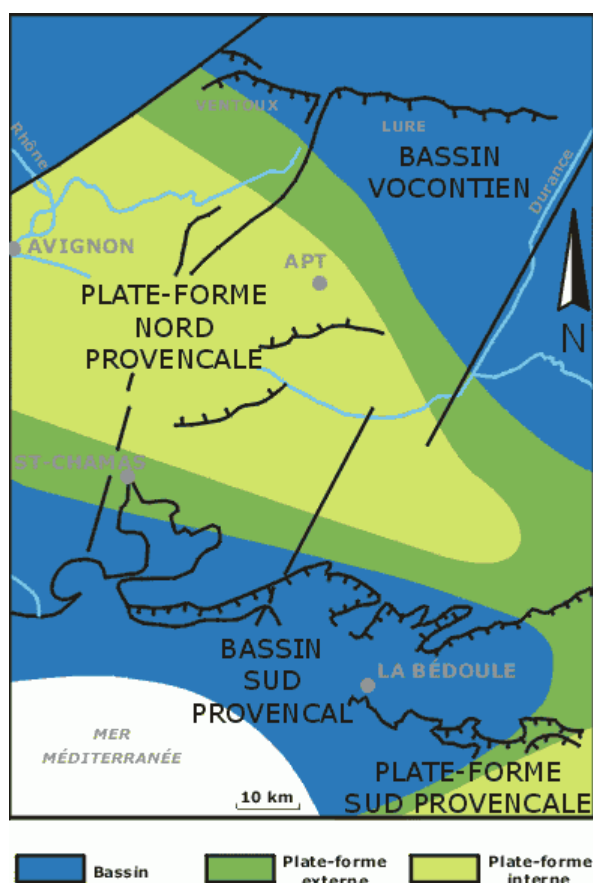 VENTOUX
LURE
Rhône
BASSIN
VOCONTIEN
Durance
AVIGNON
APT
PLATE-FORME
NORD
PROVENCALE
N
ST-CHAMAS
BASSIN
SUD
PROVENCAL
LA BÉDOULE
MER
MÉDITERRANÉE
PLATE-FORME
SUD PROVENCALE
10 km
Bassin
Plate-forme
externe
Plate-forme
interne